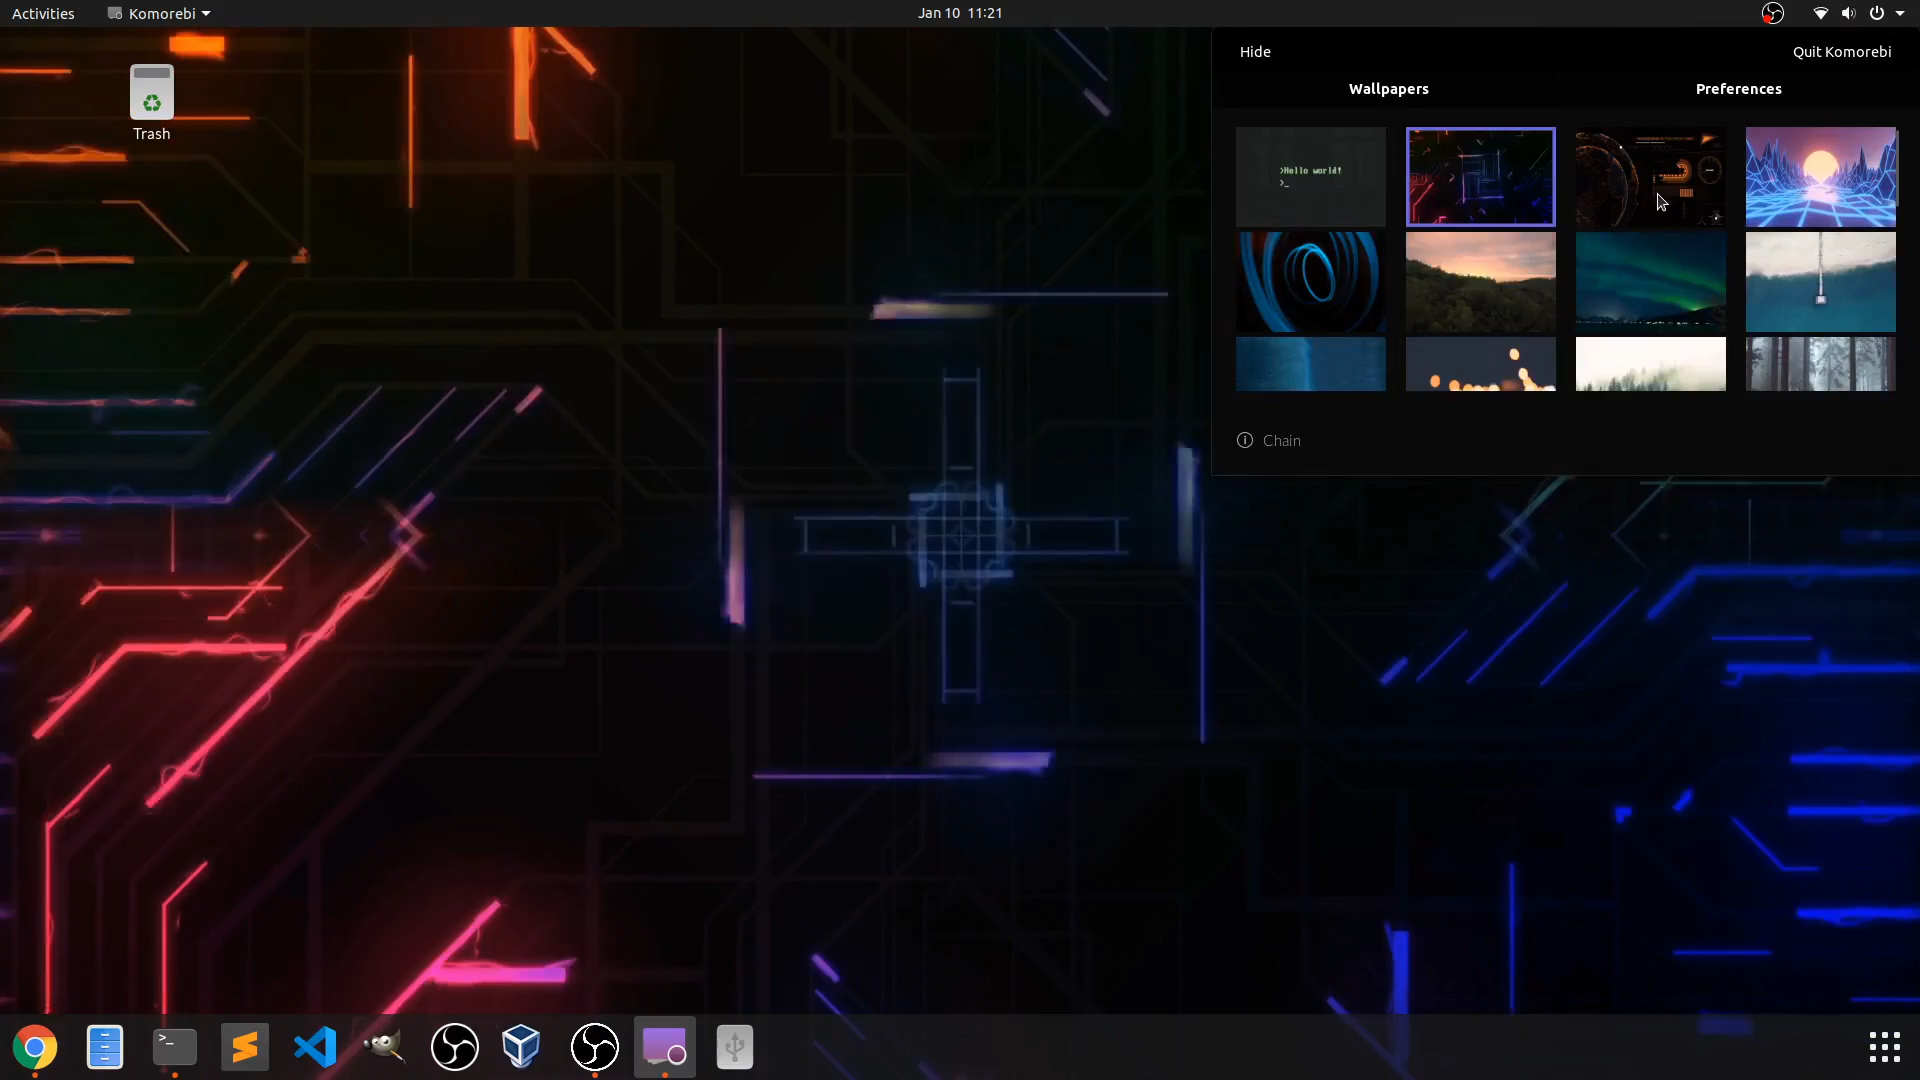 Activities
Komorebi
Jan 10 11:21
Hide
Quit Komorebi
Wallpapers
Preferences
Trash
>Hello world!
>_
Chain
>_